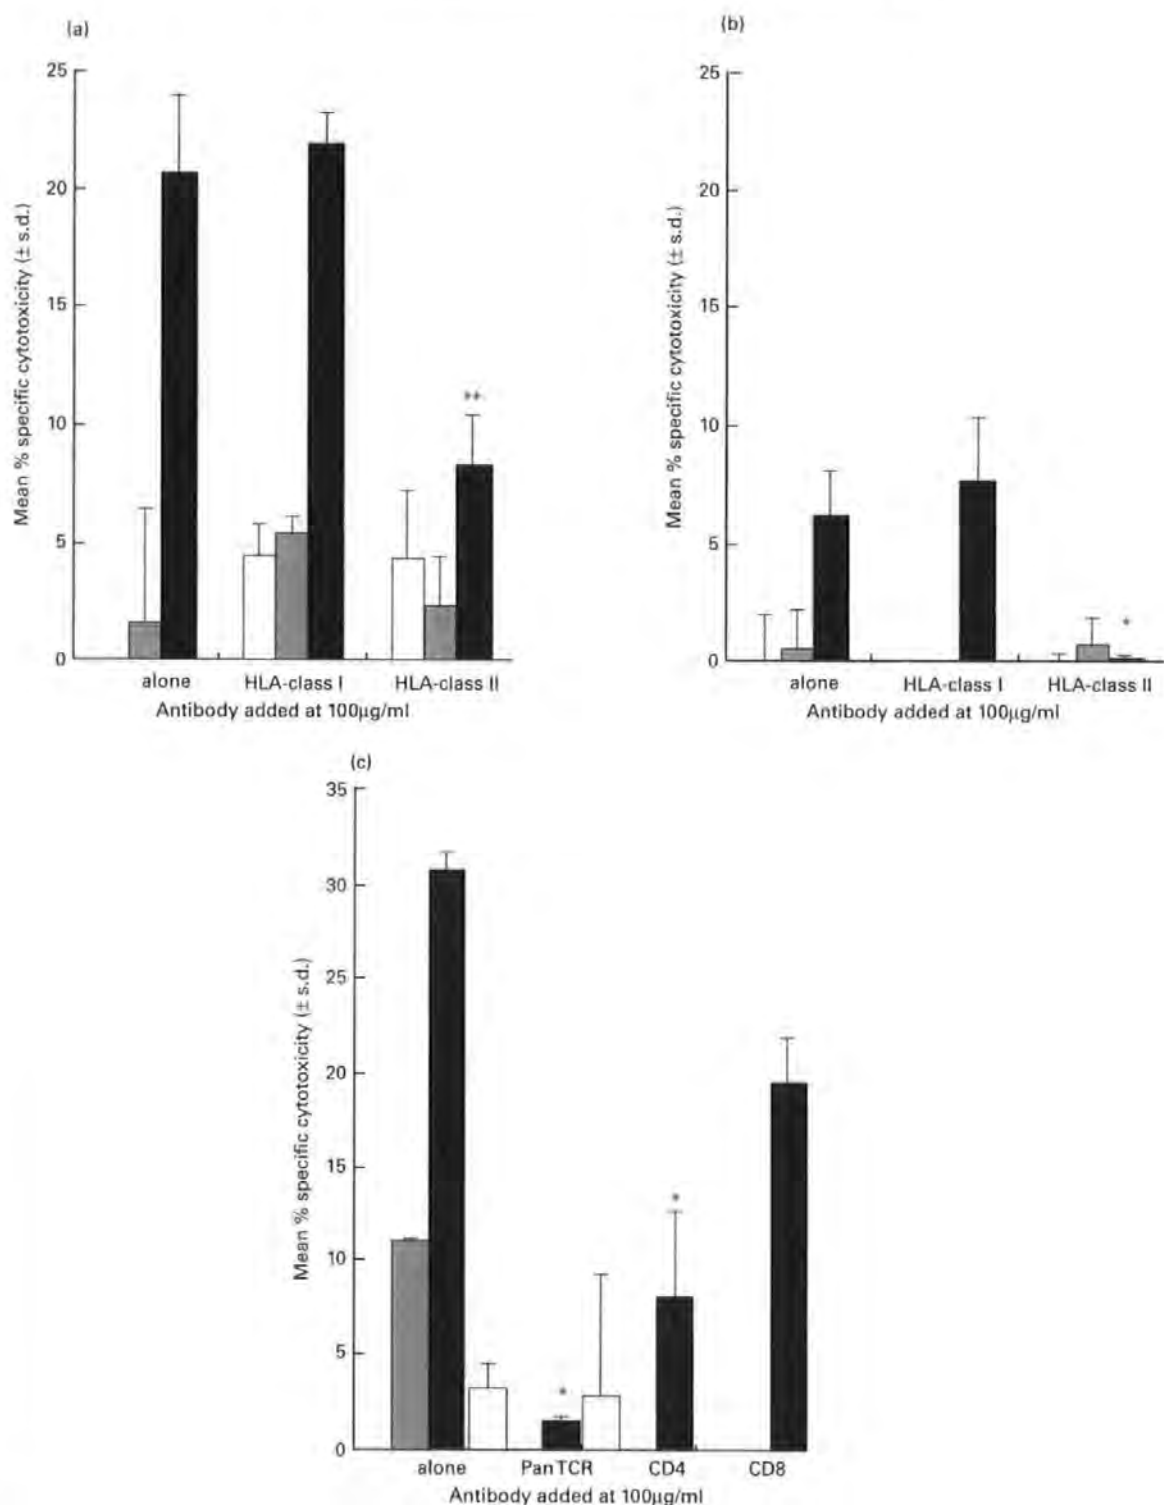 (a)
Mean % specific cytotoxicity (± s.d.)
25
20
15
10
5
0
**
alone HLA-class I HLA-class II
Antibody added at 100µg/ml
(b)
Mean % specific cytotoxicity (± s.d.)
25
20
15
10
5
0
*
alone HLA-class I HLA-class II
Antibody added at 100µg/ml
(c)
Mean % specific cytotoxicity (± s.d.)
35
30
25
20
15
10
5
0
*
*
alone PanTCR CD4 CD8
Antibody added at 100µg/ml